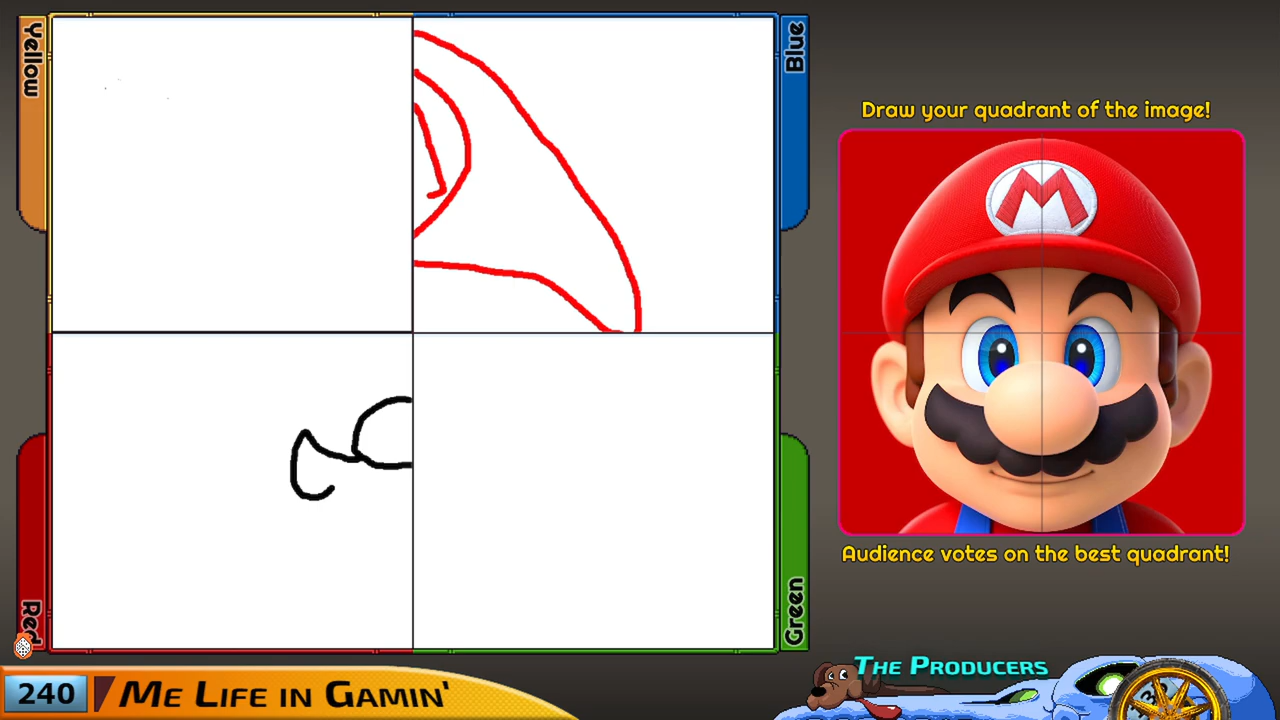 Yellow
Blue
Draw your quadrant of the image!
M
Audience votes on the best quadrant!
Red
Green
The Producers
240
Me Life in Gamin'